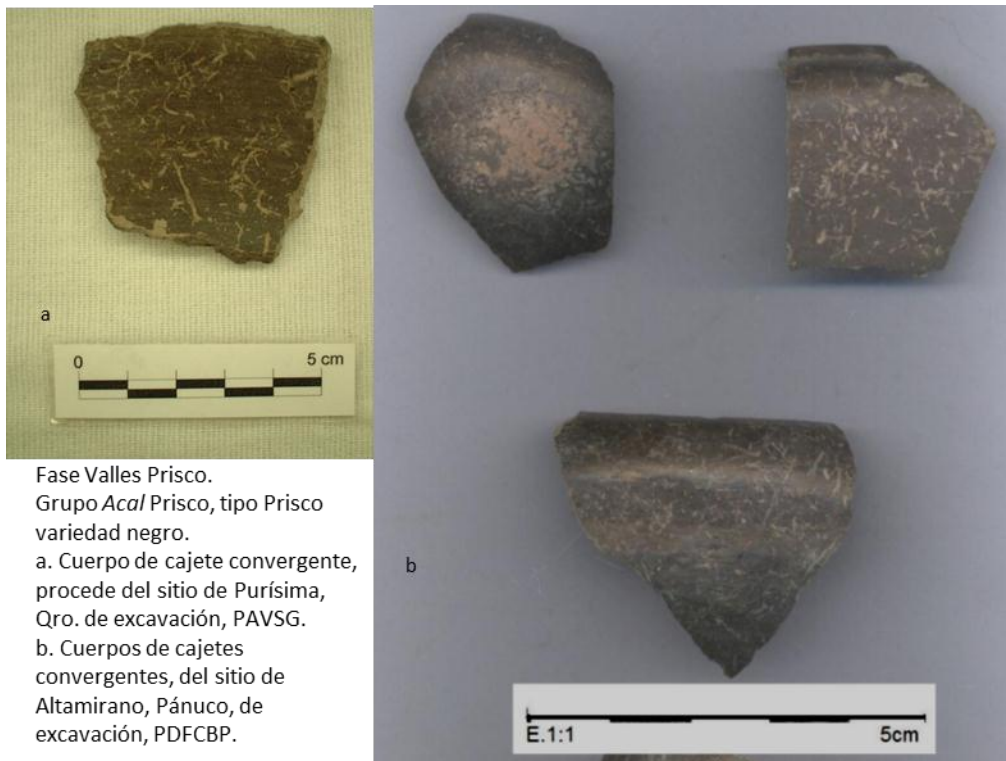 a
0 5 cm
Fase Valles Prisco.
Grupo Acal Prisco, tipo Prisco
variedad negro.
a. Cuerpo de cajete convergente,
procede del sitio de Purísima,
Qro. de excavación, PAVSG.
b. Cuerpos de cajetes
convergentes, del sitio de
Altamirano, Pánuco, de
excavación, PDFCBP.
b
E.1:1 5cm